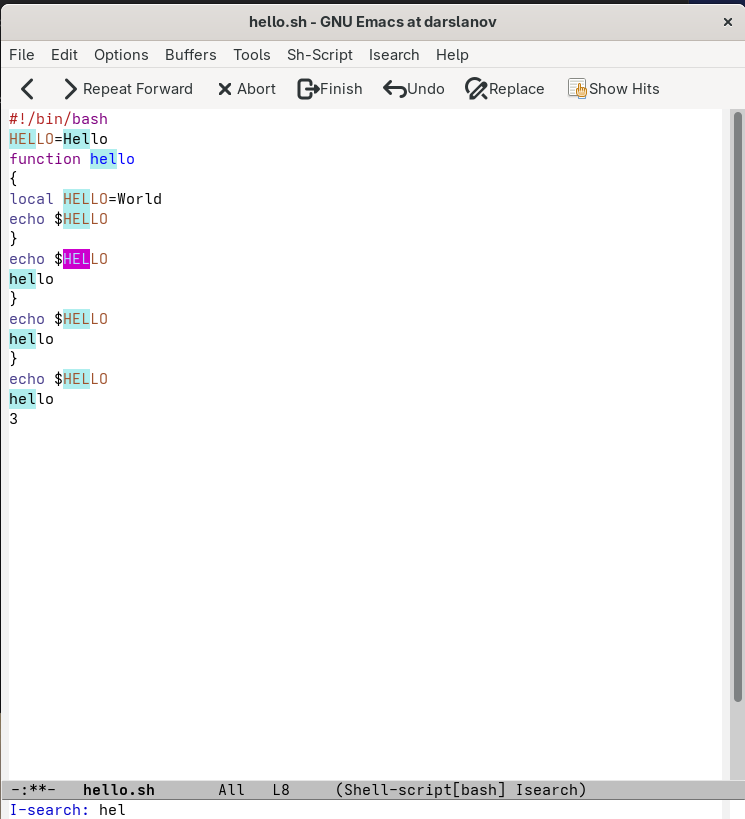 hello.sh - GNU Emacs at darslanov
File Edit Options Buffers Tools Sh-Script Isearch Help
Repeat Forward Abort Finish Undo Replace Show Hits
#!/bin/bash
HELLO=Hello
function hello
{
local HELLO=World
echo $HELLO
}
echo $HELLO
hello
}
echo $HELLO
hello
}
echo $HELLO
hello
3
-:**- hello.sh All L8 (Shell-script[bash] Isearch)
I-search: hel